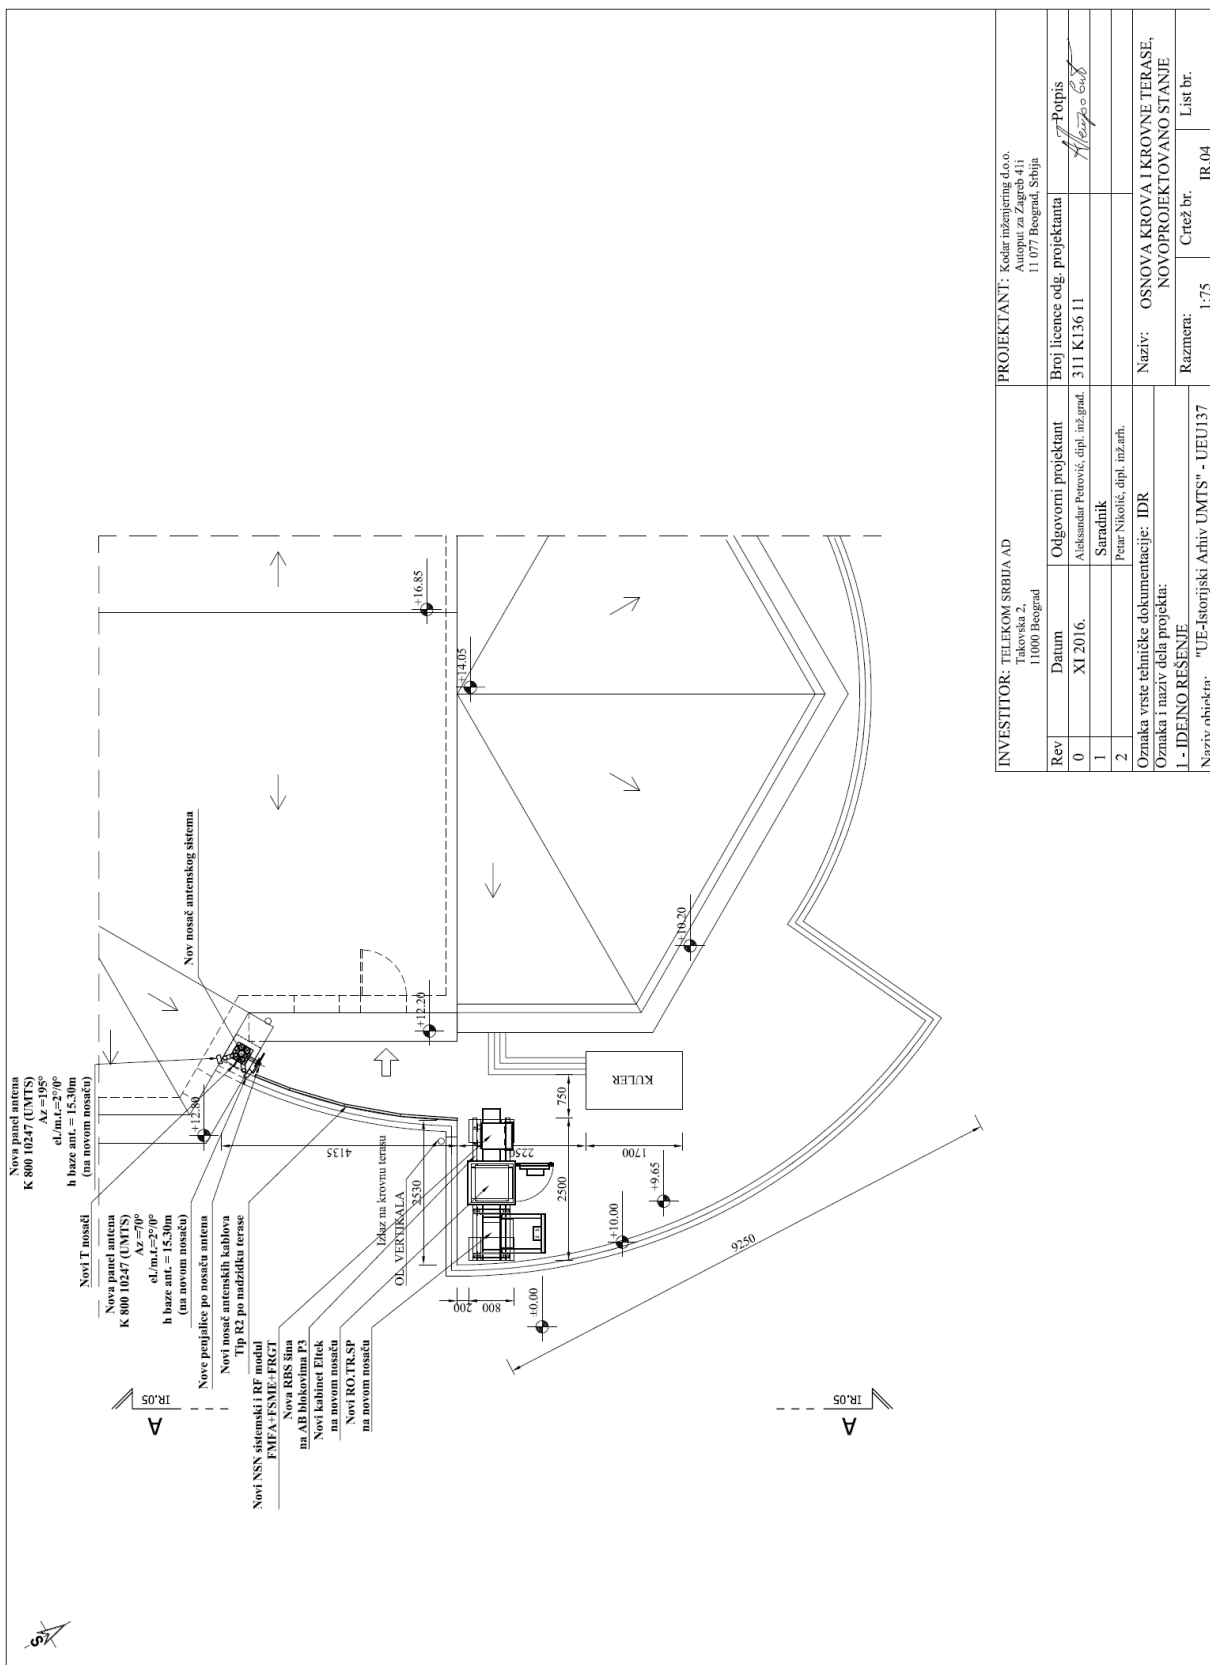 Nova panel antena
K 800 10247 (UMTS)
Az =195°
el./m.t.=2°/0°
h baze ant. = 15.30m
(na novom nosaču)
Novi T nosači
Nova panel antena
K 800 10247 (UMTS)
Az =70°
el./m.t.=2°/0°
h baze ant. = 15.30m
(na novom nosaču)
Nove penjalice po nosaču antena
Novi nosač antenskih kablova
Tip R2 po nadzidku terase
Novi NSN sistemski i RF modul
FMFA+FSME+FRGT
Nova RBS šina
na AB blokovima P3
Novi kabinet Eltek
na novom nosaču
Novi RO.TR.SP
na novom nosaču
Nov nosač antenskog sistema
Izlaz na krovnu terasu
OL. VERTIKALA
+16.85
+14.05
+12.20
+12.80
+10.20
+9.65
+10.00
±0.00
4135
2530
2250
2500
750
1700
200
800
9250
KULER
A
IR.05
A
IR.05
S
INVESTITOR: TELEKOM SRBIJA AD
Takovska 2,
11000 Beograd
PROJEKTANT: Kodar inženjering d.o.o.
Autoput za Zagreb 41i
11 077 Beograd, Srbija
Rev Datum Odgovorni projektant Broj licence odg. projektanta Potpis
0 XI 2016. Aleksandar Petrović, dipl. inž.građ. 311 K136 11
1 Saradnik
2 Petar Nikolić, dipl. inž.arh.
Oznaka vrste tehničke dokumentacije: IDR
Oznaka i naziv dela projekta:
1 - IDEJNO REŠENJE
Naziv objekta: "UE-Istorijski Arhiv UMTS" - UEU137
Naziv: OSNOVA KROVA I KROVNE TERASE,
NOVOPROJEKTOVANO STANJE
Razmera: 1:75 Crtež br. IR.04 List br.